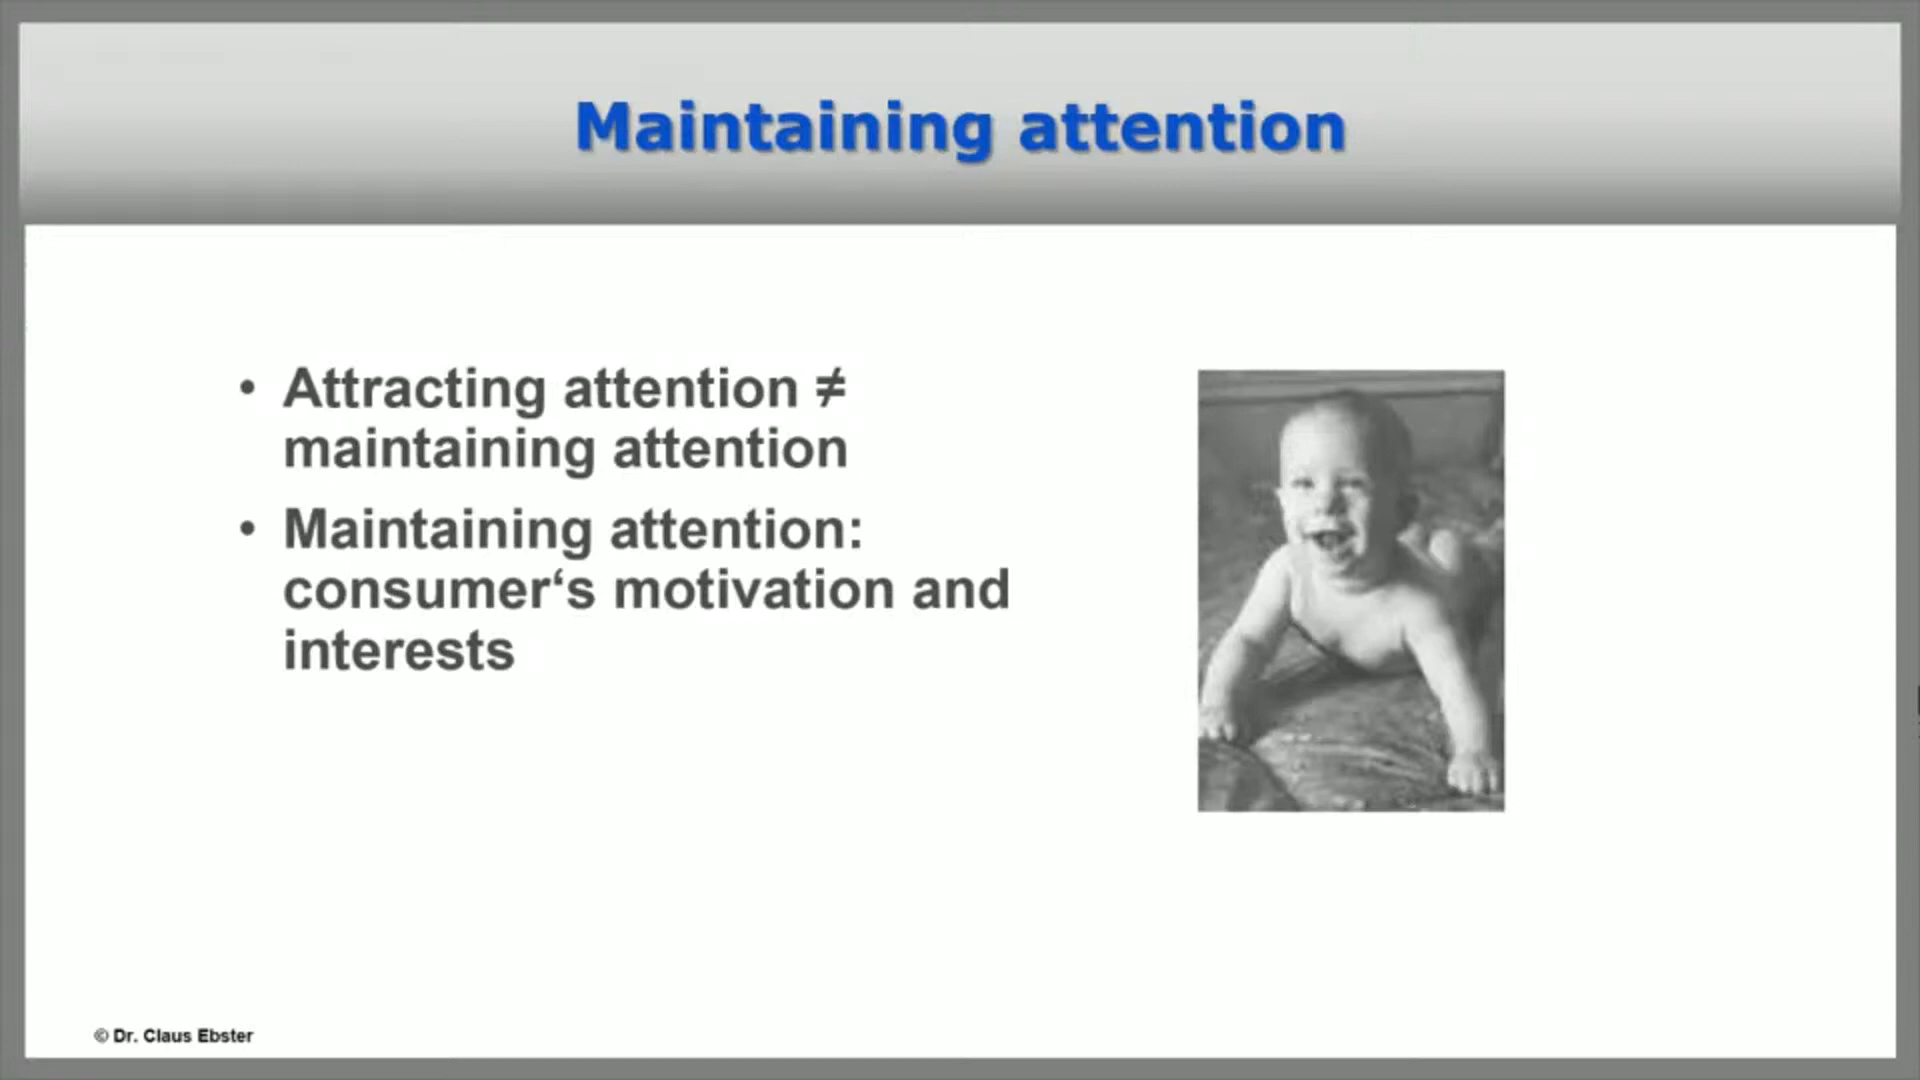 Maintaining attention
• Attracting attention ≠
maintaining attention
• Maintaining attention:
consumer‘s motivation and
interests
© Dr. Claus Ebster